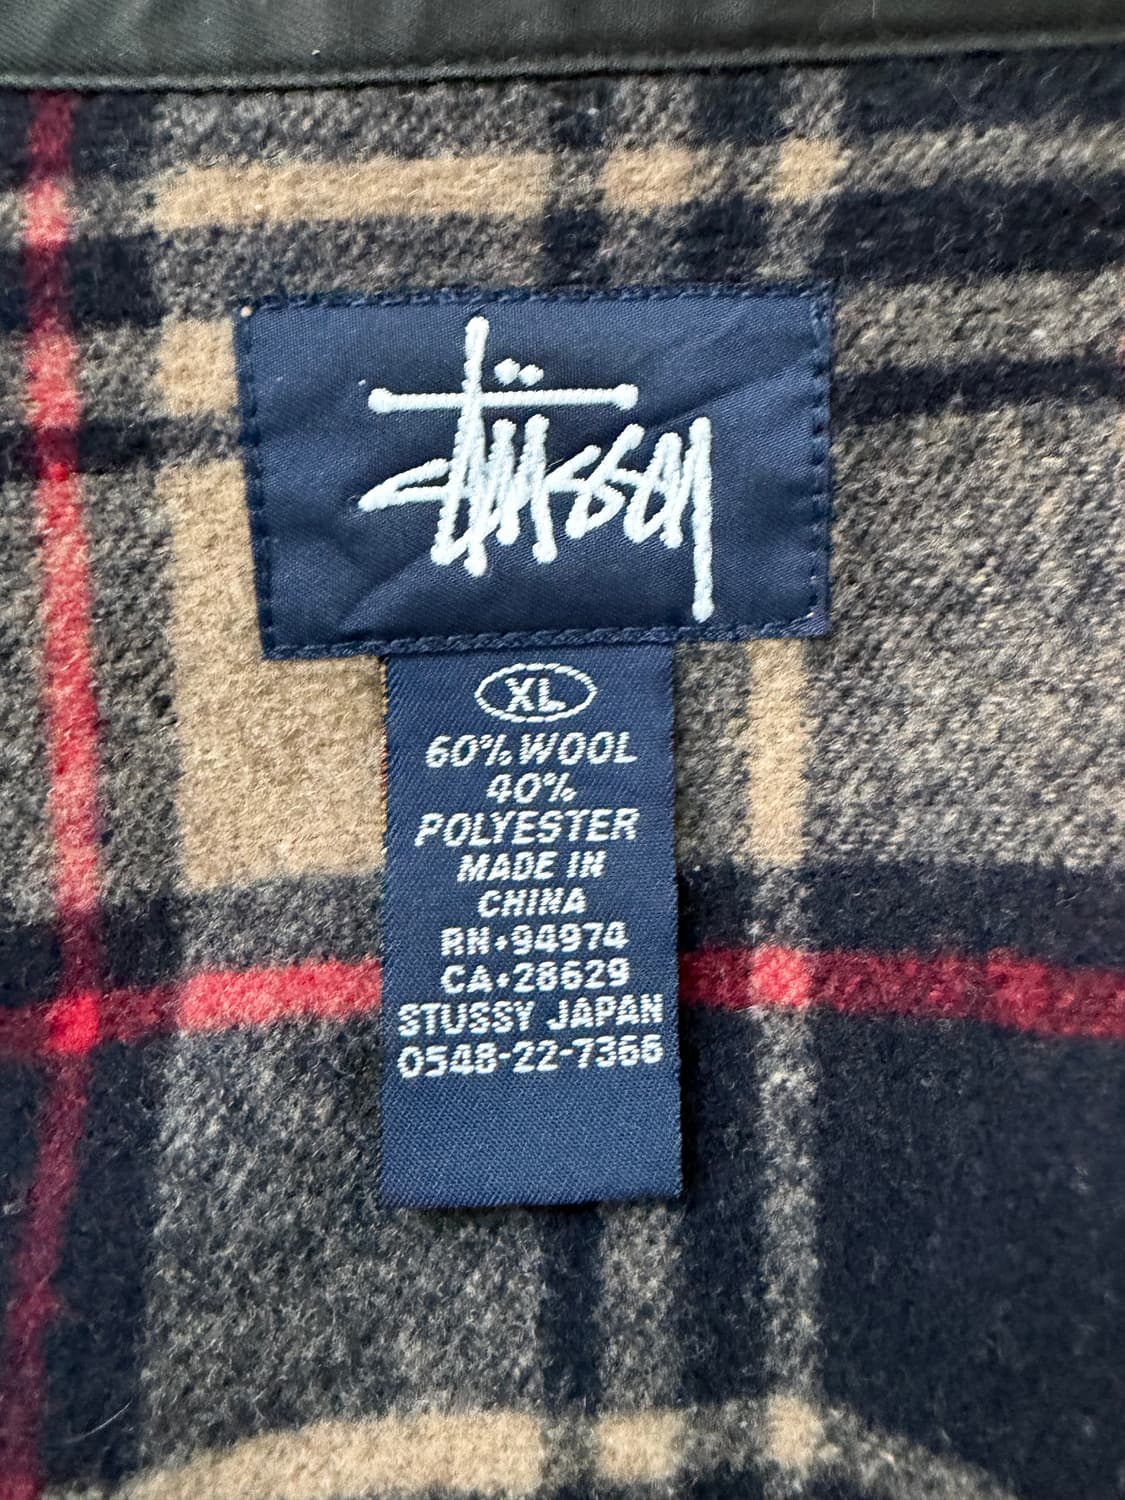 Stüssy
XL
60% WOOL
40%
POLYESTER
MADE IN
CHINA
RN•94974
CA•28629
STUSSY JAPAN
0548-22-7366